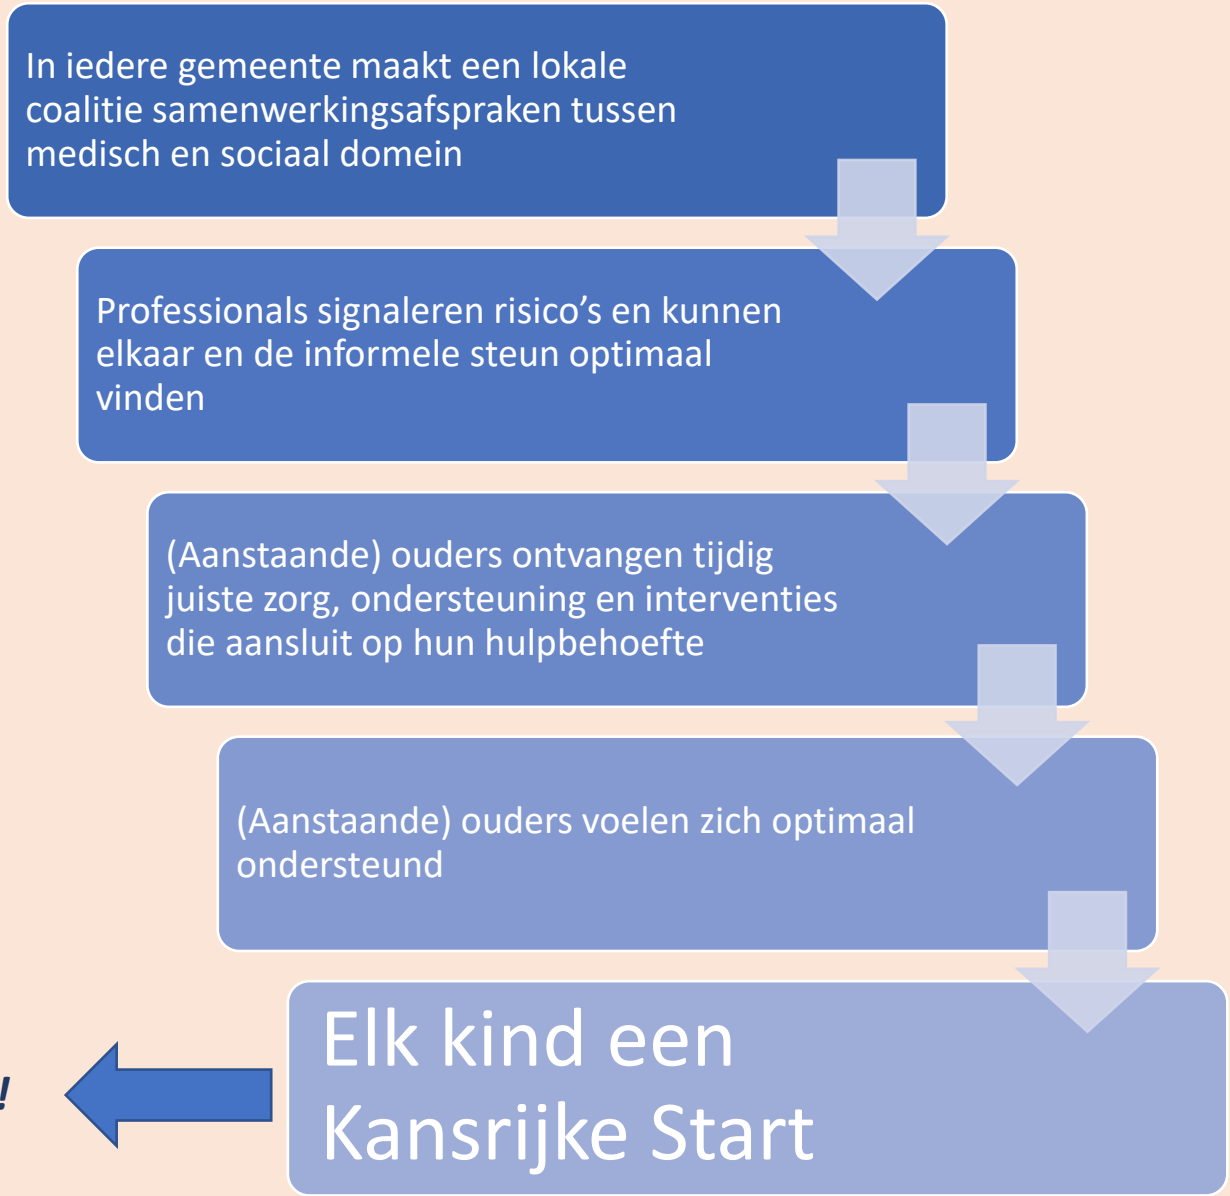 In iedere gemeente maakt een lokale
coalitie samenwerkingsafspraken tussen
medisch en sociaal domein
Professionals signaleren risico’s en kunnen
elkaar en de informele steun optimaal
vinden
(Aanstaande) ouders ontvangen tijdig
juiste zorg, ondersteuning en interventies
die aansluit op hun hulpbehoefte
(Aanstaande) ouders voelen zich optimaal
ondersteund
Elk kind een
Kansrijke Start
!